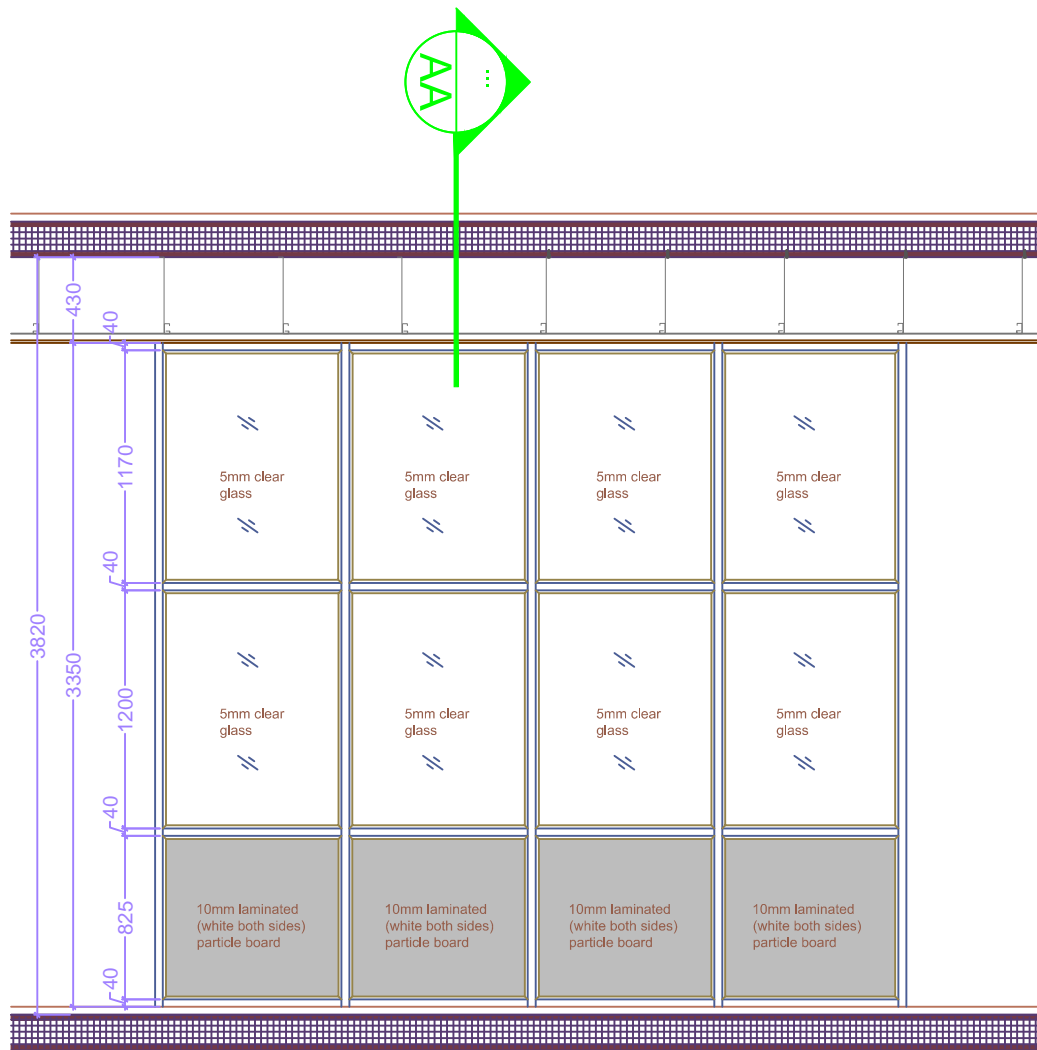 ...
AA
430
40
1170
40
3820
3350
1200
40
825
40
5mm clear
glass
5mm clear
glass
5mm clear
glass
5mm clear
glass
5mm clear
glass
5mm clear
glass
5mm clear
glass
5mm clear
glass
10mm laminated
(white both sides)
particle board
10mm laminated
(white both sides)
particle board
10mm laminated
(white both sides)
particle board
10mm laminated
(white both sides)
particle board